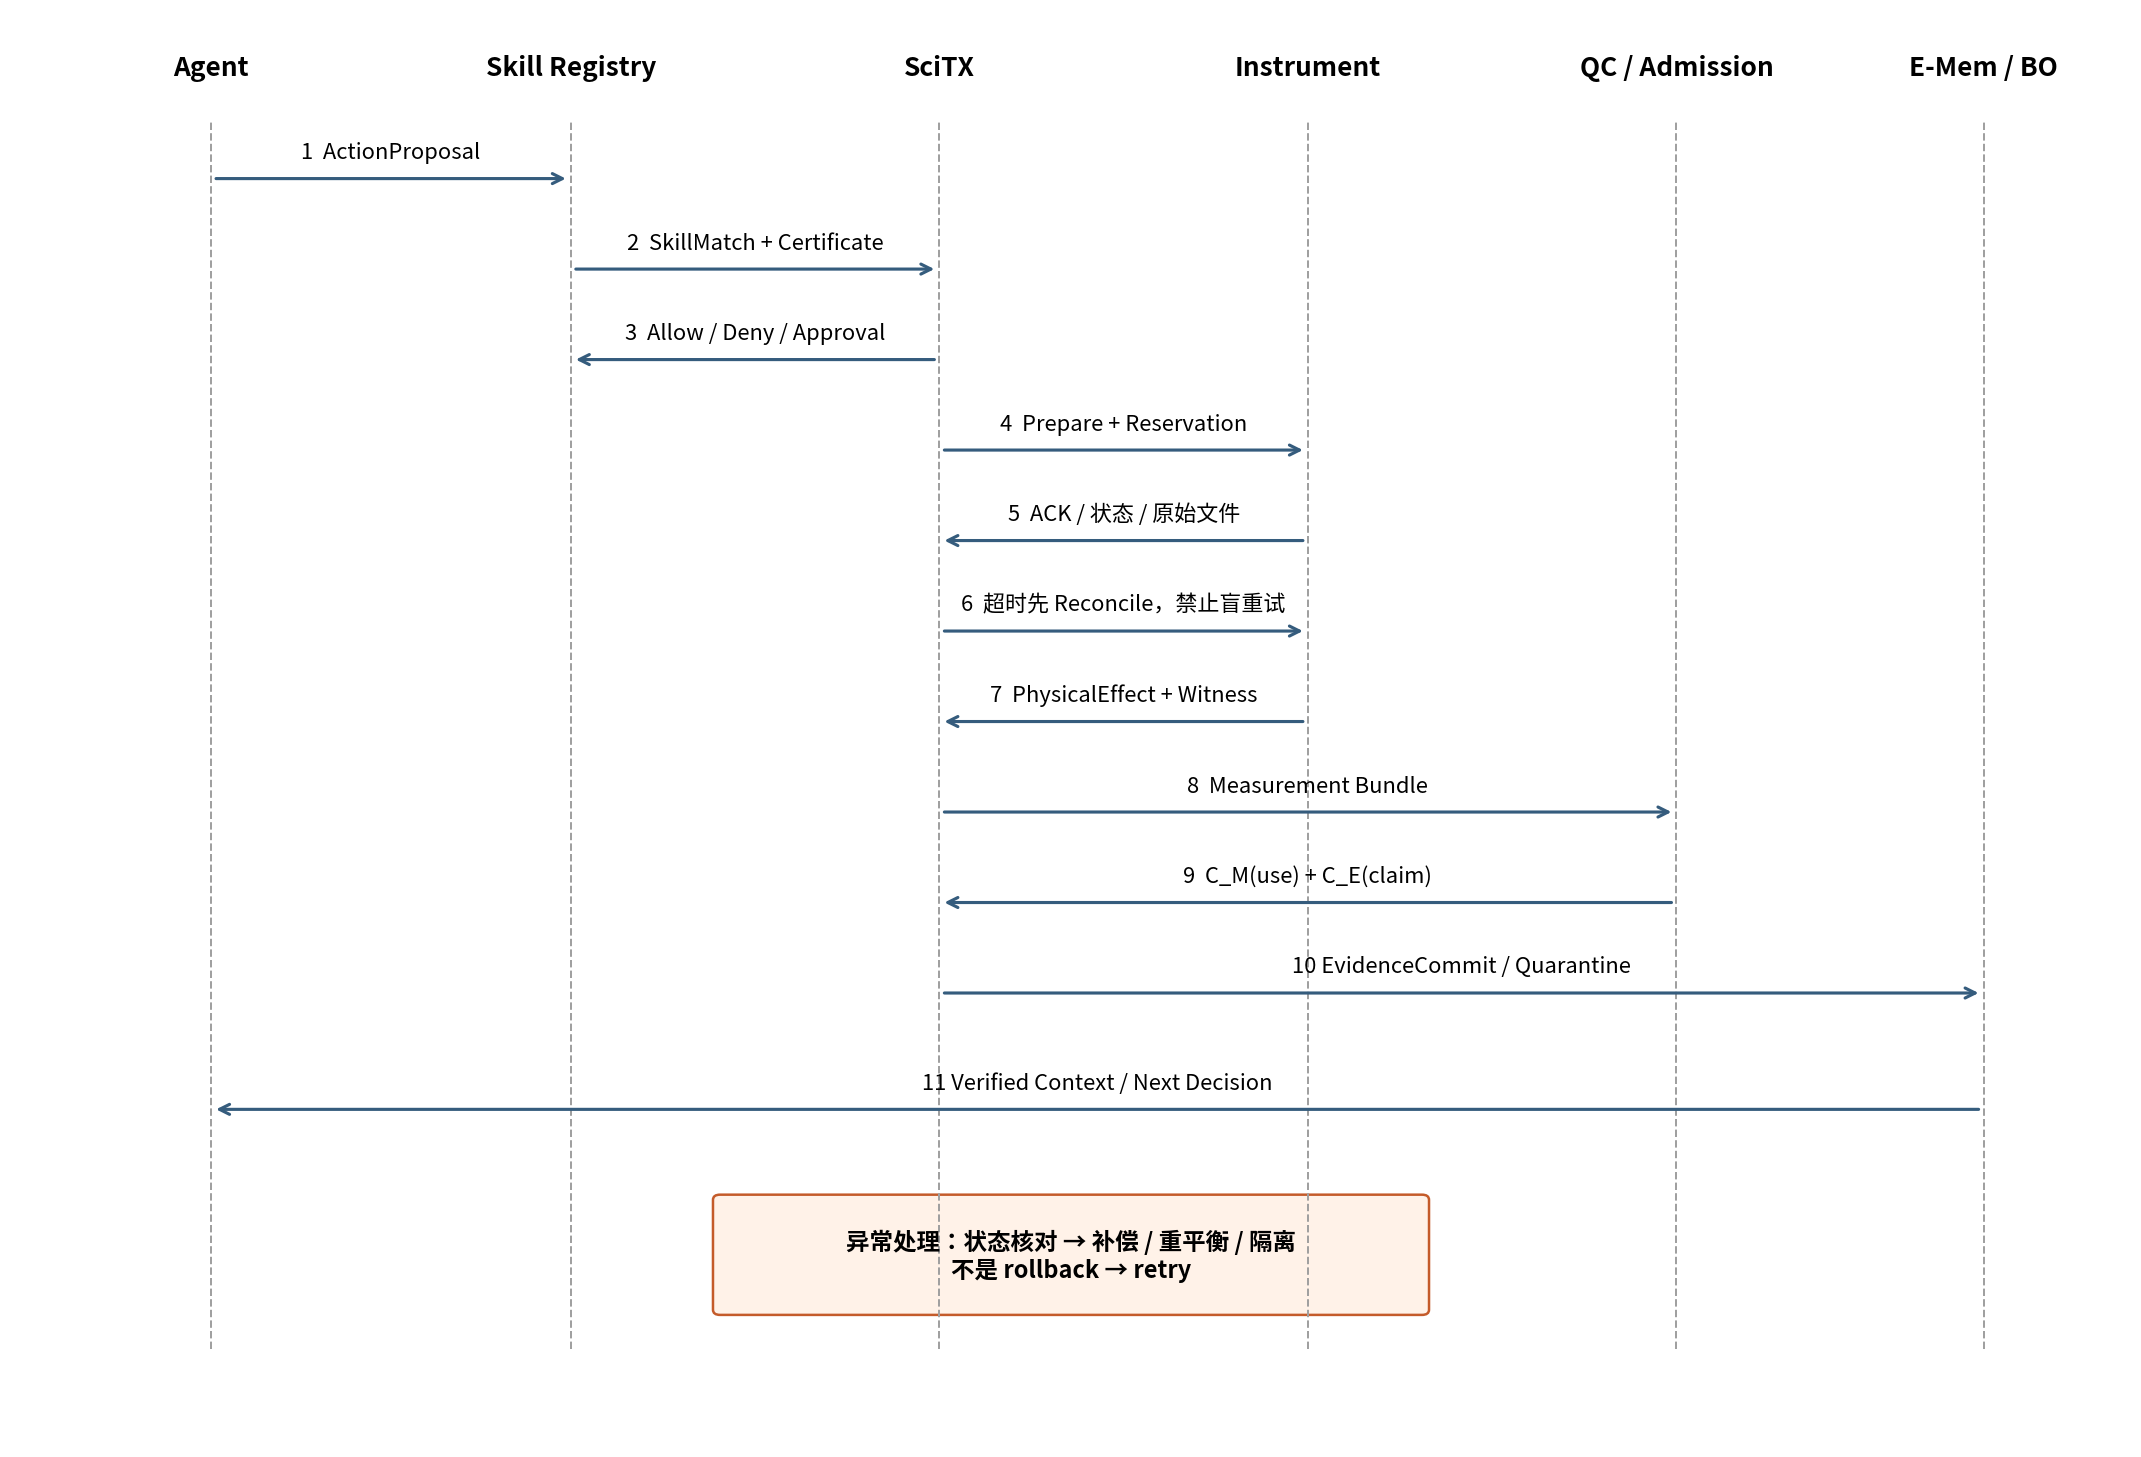 Agent
Skill Registry
SciTX
Instrument
QC / Admission
E-Mem / BO
1 ActionProposal
2 SkillMatch + Certificate
3 Allow / Deny / Approval
4 Prepare + Reservation
5 ACK / 状态 / 原始文件
6 超时先 Reconcile，禁止盲重试
7 PhysicalEffect + Witness
8 Measurement Bundle
9 C_M(use) + C_E(claim)
10 EvidenceCommit / Quarantine
11 Verified Context / Next Decision
异常处理：状态核对 → 补偿 / 重平衡 / 隔离
不是 rollback → retry